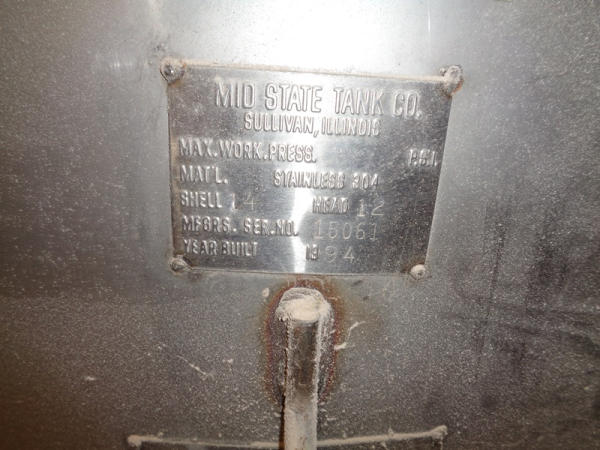 MID STATE TANK CO.
SULLIVAN, ILLINOIS
MAX. WORK. PRESS. P.S.I.
MAT'L. STAINLESS 304
SHELL 14 HEAD 12
MFGRS. SER. NO. 15061
YEAR BUILT 1994